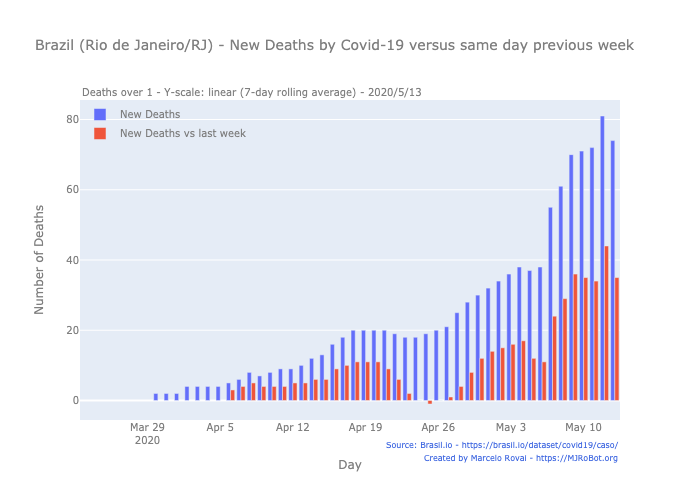 Brazil (Rio de Janeiro/RJ) - New Deaths by Covid-19 versus same day previous week
Deaths over 1 - Y-scale: linear (7-day rolling average) - 2020/5/13
New Deaths
New Deaths vs last week
80
60
40
20
0
Number of Deaths
Mar 29 Apr 5 Apr 12 Apr 19 Apr 26 May 3 May 10
2020
Day
Source: Brasil.io - https://brasil.io/dataset/covid19/caso/
Created by Marcelo Rovai - https://MJRoBot.org